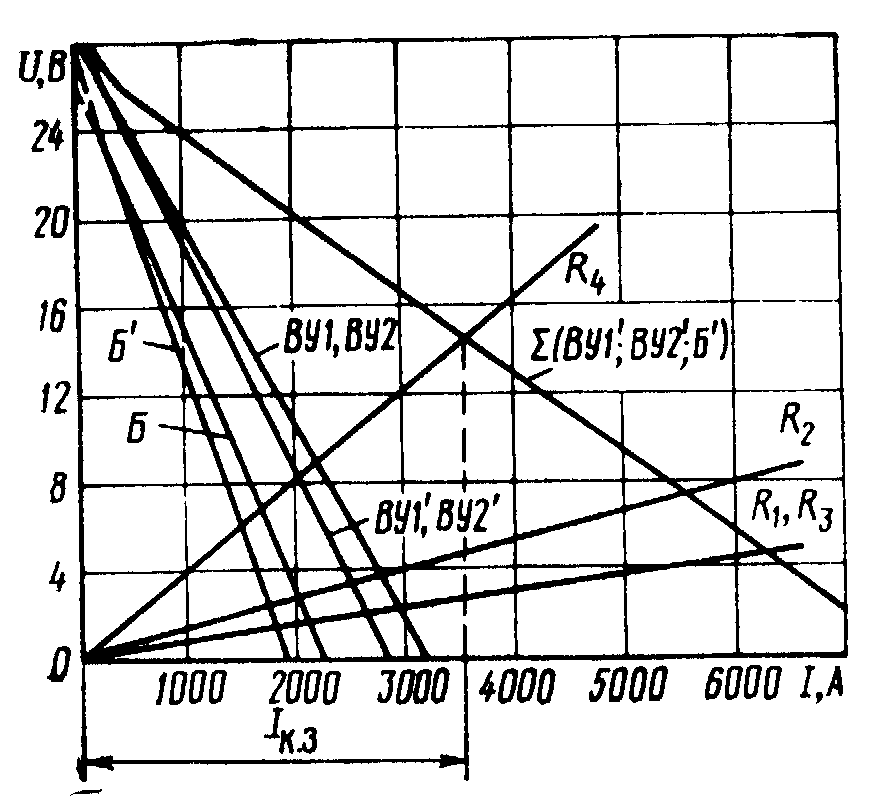 U,В
24
20
16
12
8
4
0
R₄
Б'
ВУ1, ВУ2
Σ(ВУ1'; ВУ2'; Б')
Б
R₂
ВУ1', ВУ2'
R₁, R₃
1000 2000 3000 4000 5000 6000 I,А
Iк.з